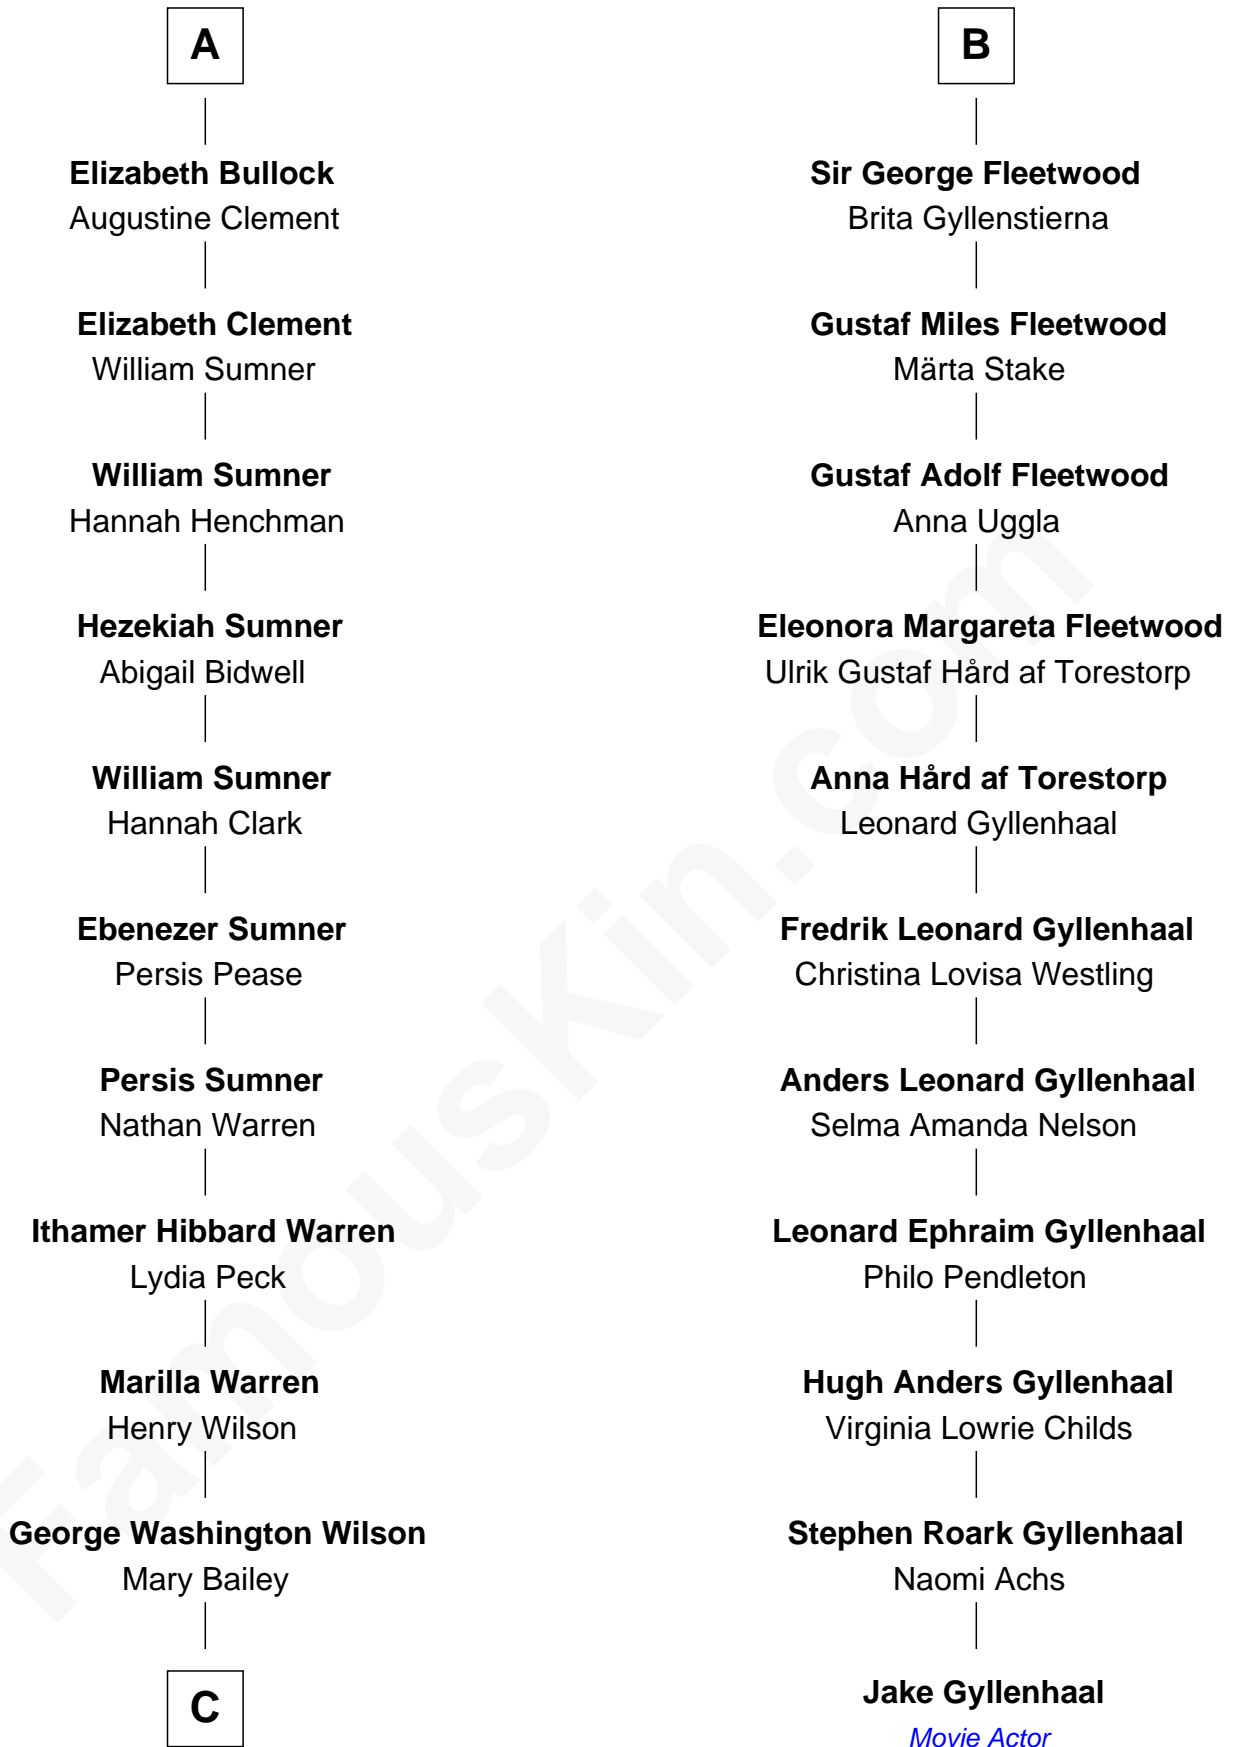 A
Elizabeth Bullock
Augustine Clement
Elizabeth Clement
William Sumner
William Sumner
Hannah Henchman
Hezekiah Sumner
Abigail Bidwell
William Sumner
Hannah Clark
Ebenezer Sumner
Persis Pease
Persis Sumner
Nathan Warren
Ithamer Hibbard Warren
Lydia Peck
Marilla Warren
Henry Wilson
George Washington Wilson
Mary Bailey
C
B
Sir George Fleetwood
Brita Gyllenstierna
Gustaf Miles Fleetwood
Märta Stake
Gustaf Adolf Fleetwood
Anna Uggla
Eleonora Margareta Fleetwood
Ulrik Gustaf Hård af Torestorp
Anna Hård af Torestorp
Leonard Gyllenhaal
Fredrik Leonard Gyllenhaal
Christina Lovisa Westling
Anders Leonard Gyllenhaal
Selma Amanda Nelson
Leonard Ephraim Gyllenhaal
Philo Pendleton
Hugh Anders Gyllenhaal
Virginia Lowrie Childs
Stephen Roark Gyllenhaal
Naomi Achs
Jake Gyllenhaal
Movie Actor
FamousKin.com